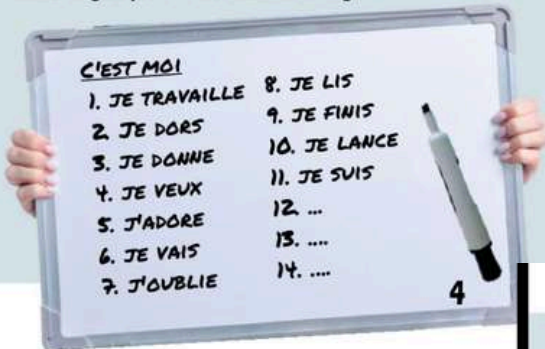 C'EST MOI
1. JE TRAVAILLE
2. JE DORS
3. JE DONNE
4. JE VEUX
5. J'ADORE
6. JE VAIS
7. J'OUBLIE
8. JE LIS
9. JE FINIS
10. JE LANCE
11. JE SUIS
12. ...
13. ....
14. ....
4